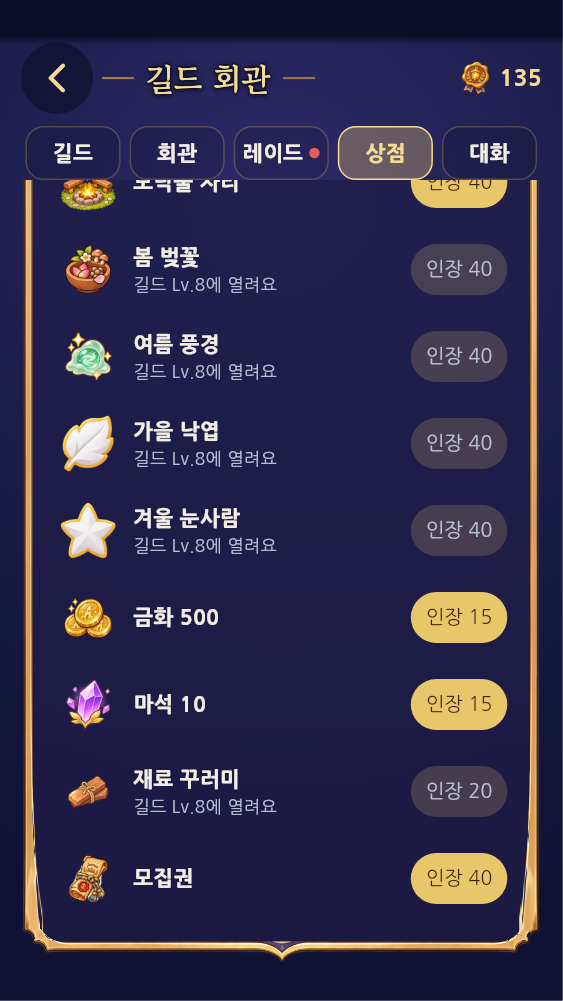 길드 회관
135
길드
회관
레이드
상점
대화
모닥불 자리
인장 40
봄 벚꽃
길드 Lv.8에 열려요
인장 40
여름 풍경
길드 Lv.8에 열려요
인장 40
가을 낙엽
길드 Lv.8에 열려요
인장 40
겨울 눈사람
길드 Lv.8에 열려요
인장 40
금화 500
인장 15
마석 10
인장 15
재료 꾸러미
길드 Lv.8에 열려요
인장 20
모집권
인장 40